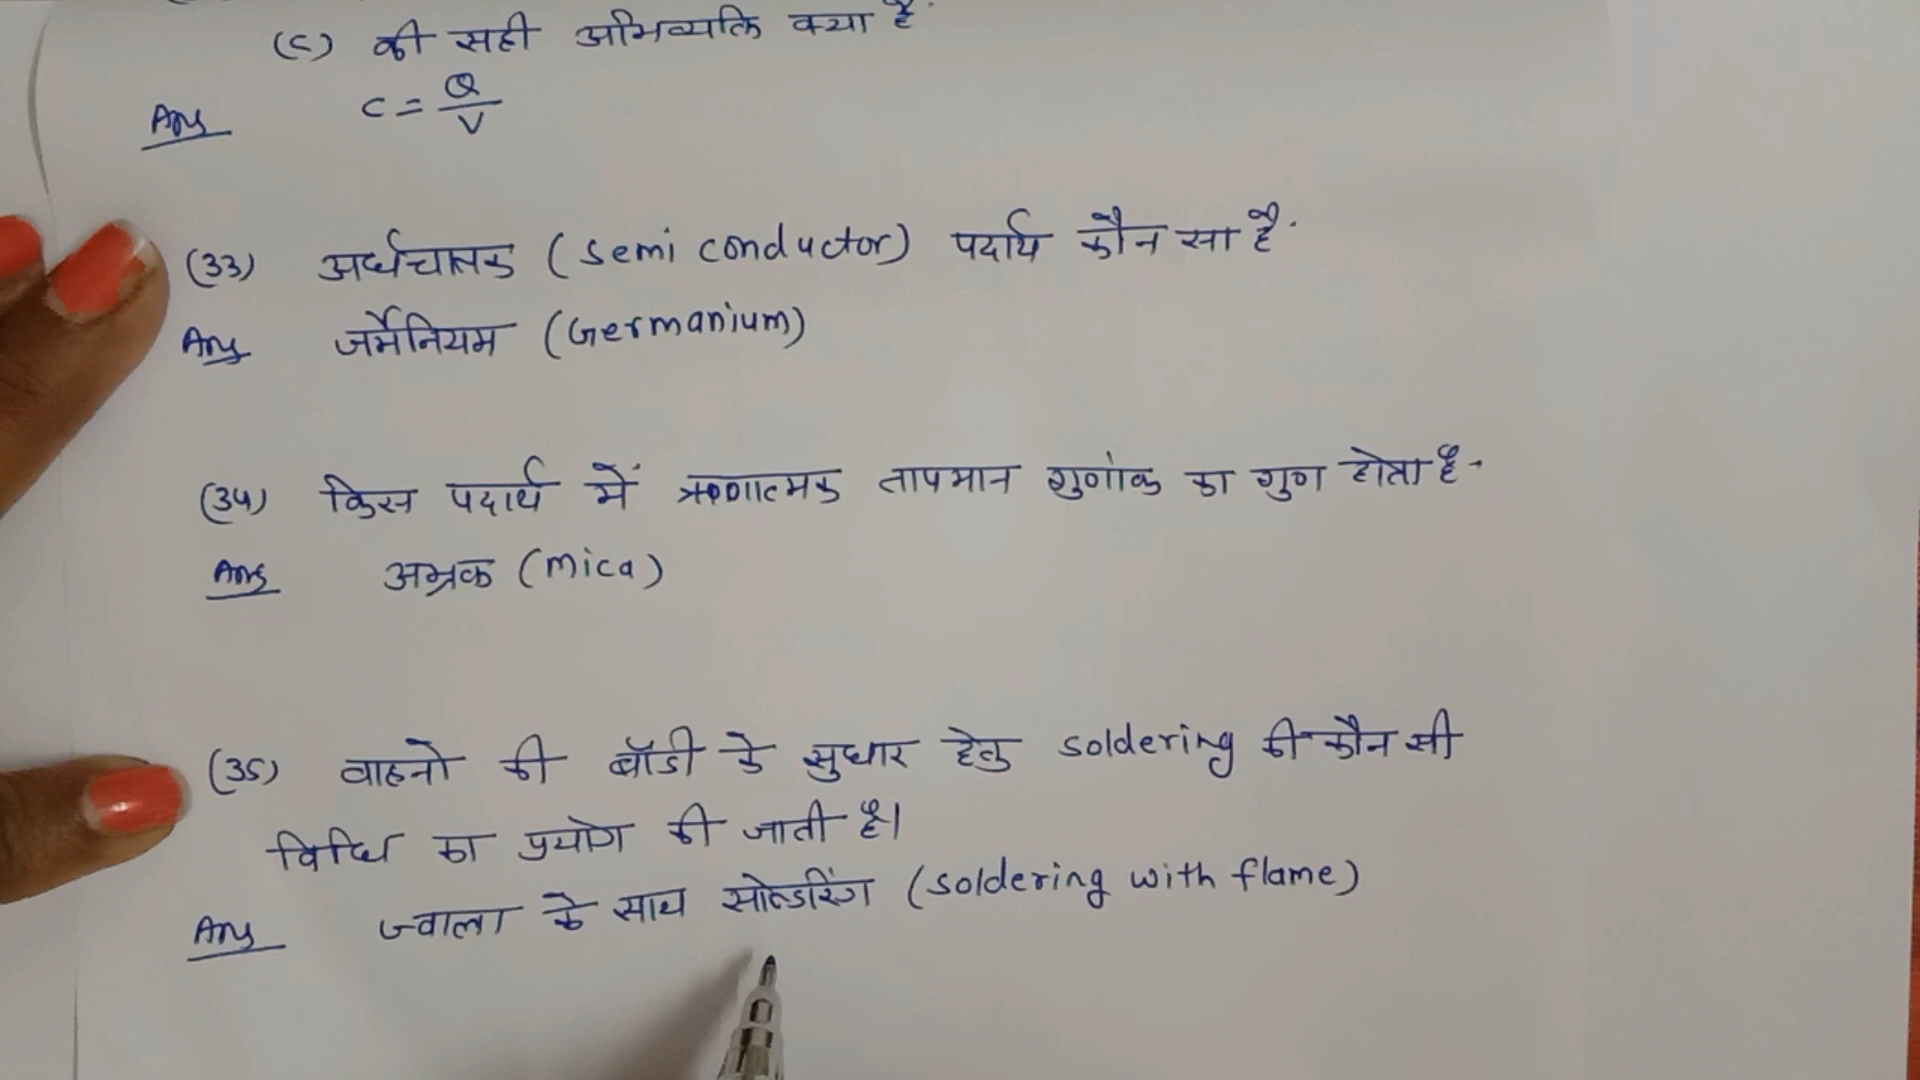 (C) की सही अभिव्यक्ति क्या है
Ans C = Q/V
(33) अर्धचालक (semi conductor) पदार्थ कौन सा है.
Ans जर्मेनियम (Germanium)
(34) किस पदार्थ में ऋणात्मक तापमान गुणांक का गुण होता है.
Ans अभ्रक (mica)
(35) वाहनो की बॉडी के सुधार हेतु soldering की कौन सी
विधि का प्रयोग की जाती है।
Ans ज्वाला के साथ सोल्डरिंग (soldering with flame)